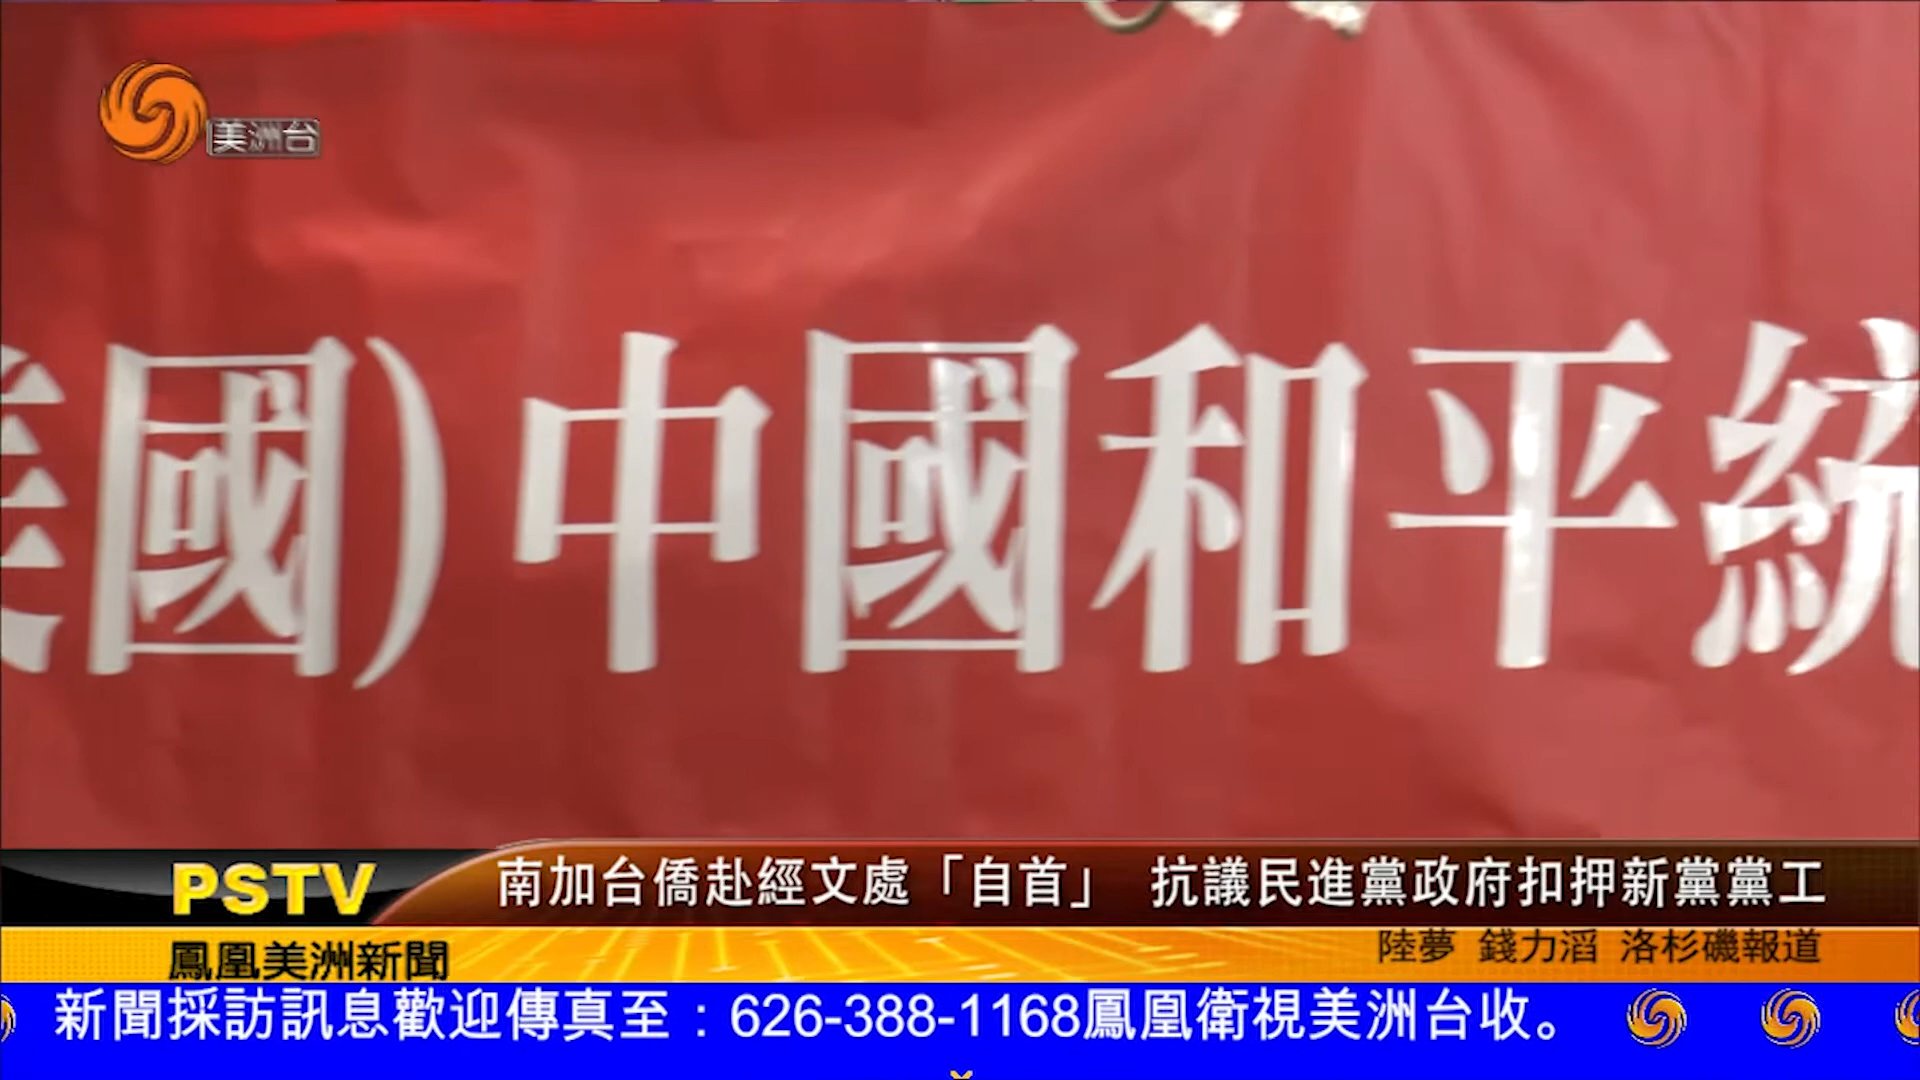 美洲台
美國)中國和平統
PSTV
南加台僑赴經文處「自首」 抗議民進黨政府扣押新黨黨工
鳳凰美洲新聞
陸夢 錢力滔 洛杉磯報道
新聞採訪訊息歡迎傳真至：626-388-1168鳳凰衛視美洲台收。